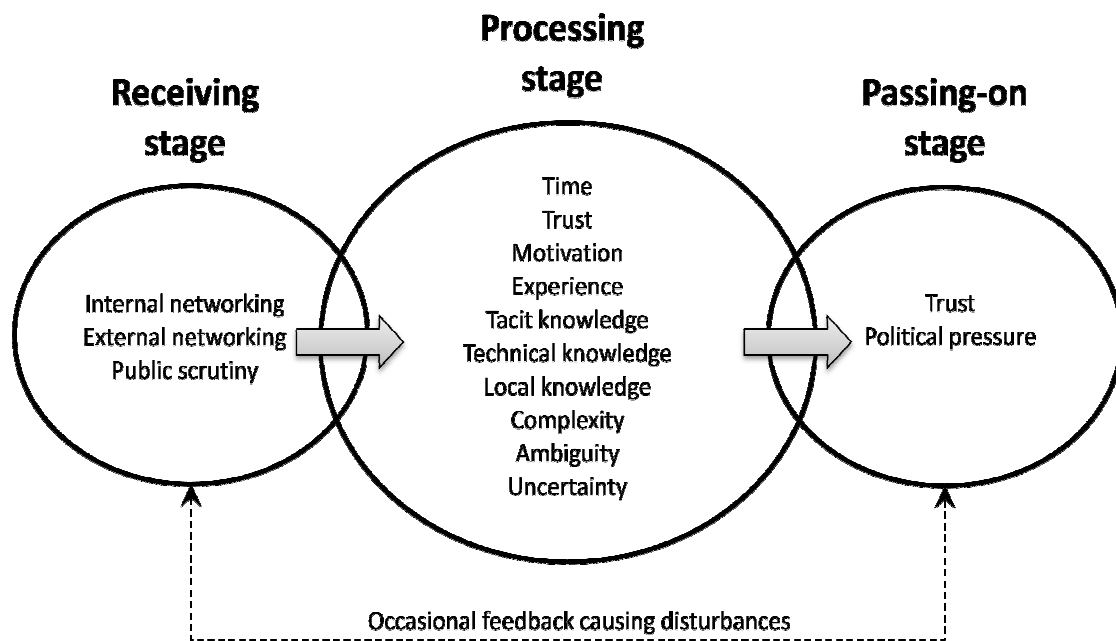 Receiving
stage
Processing
stage
Passing-on
stage
Internal networking
External networking
Public scrutiny
Time
Trust
Motivation
Experience
Tacit knowledge
Technical knowledge
Local knowledge
Complexity
Ambiguity
Uncertainty
Trust
Political pressure
Occasional feedback causing disturbances